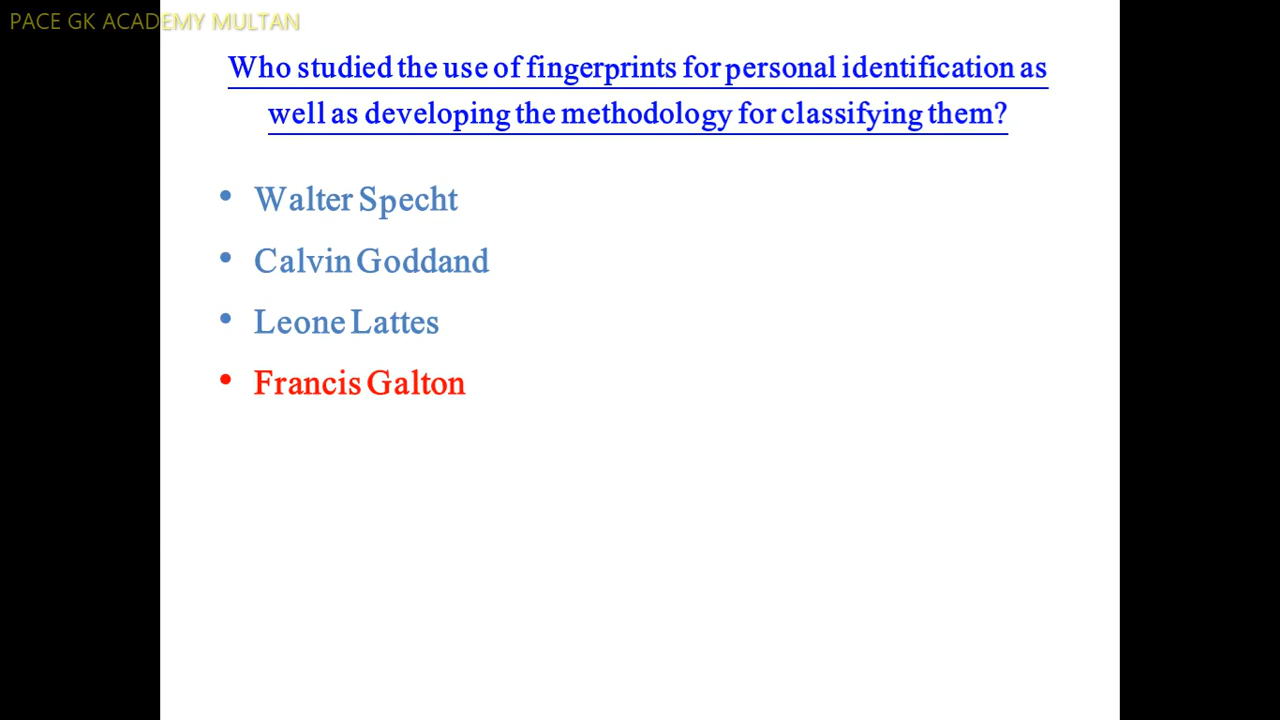 PACE GK ACADEMY MULTAN
Who studied the use of fingerprints for personal identification as
well as developing the methodology for classifying them?
• Walter Specht
• Calvin Goddand
• Leone Lattes
• Francis Galton